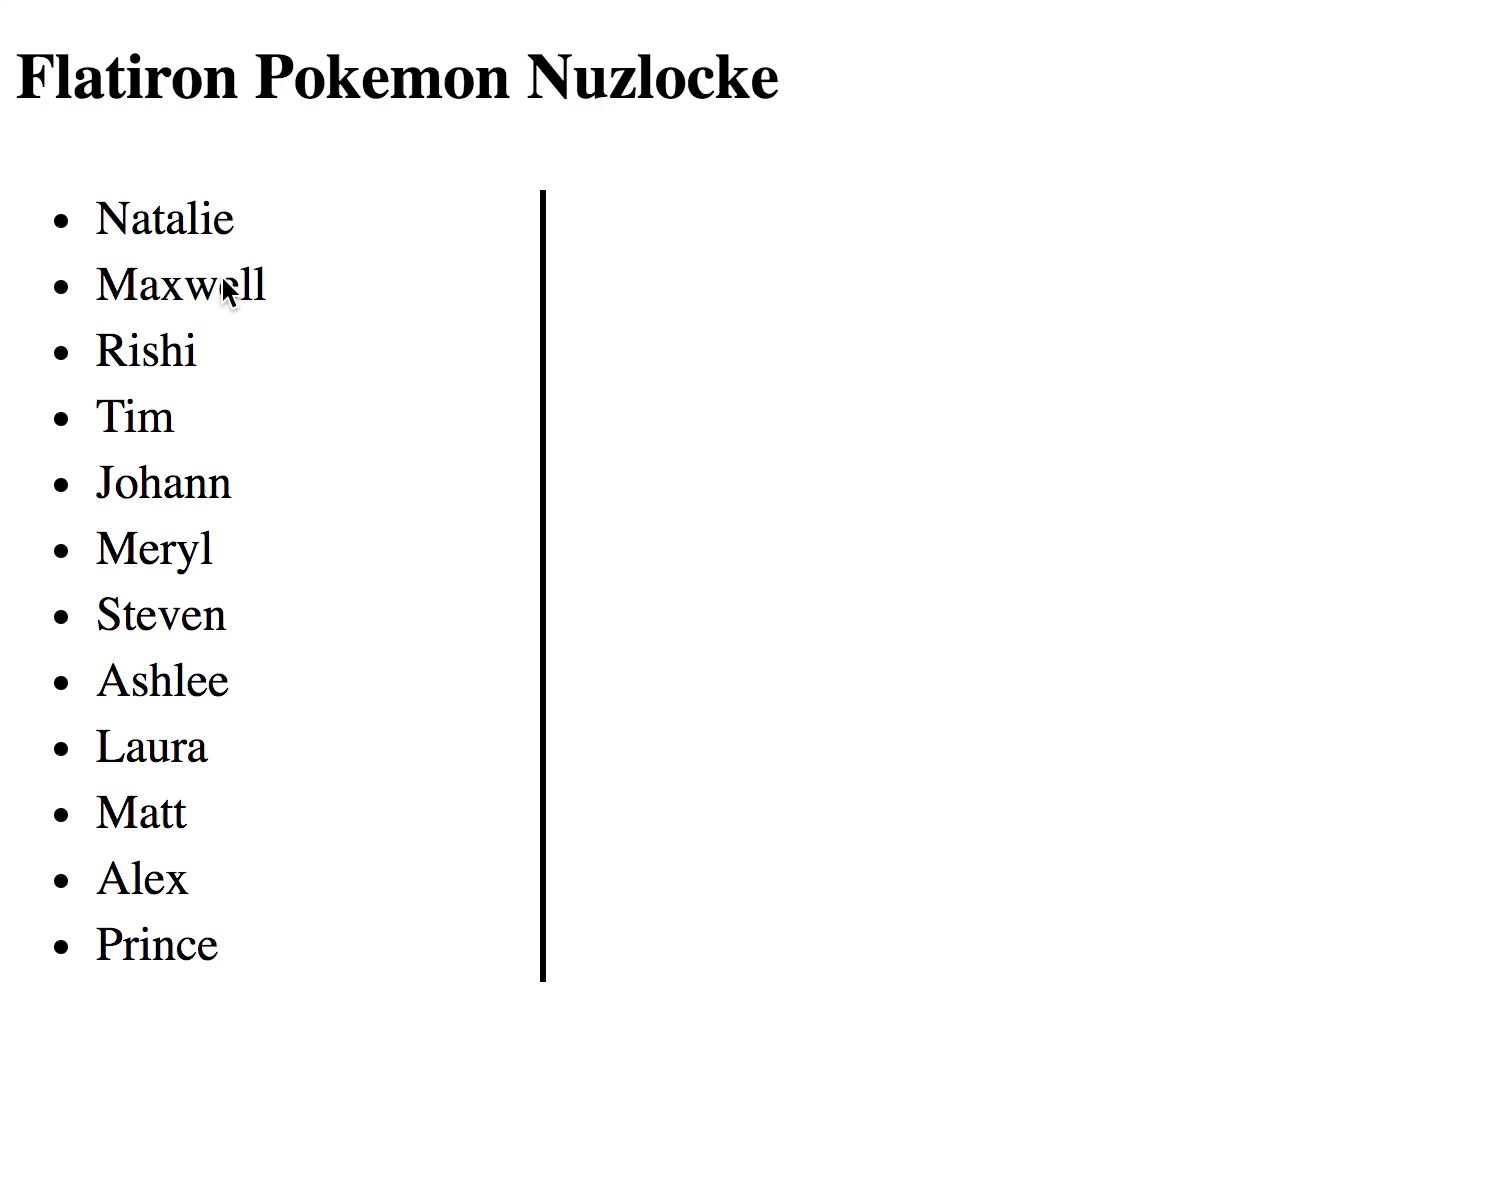 Flatiron Pokemon Nuzlocke
Natalie
Maxwell
Rishi
Tim
Johann
Meryl
Steven
Ashlee
Laura
Matt
Alex
Prince